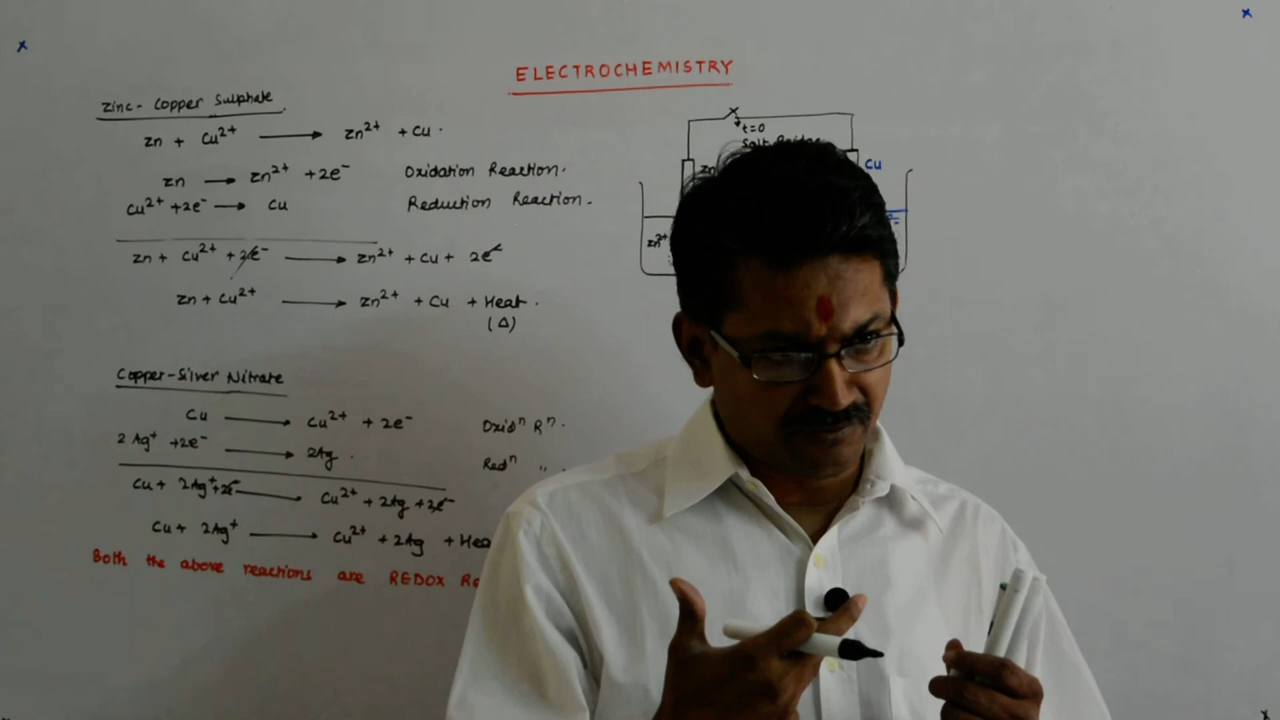 ELECTROCHEMISTRY
Zinc-Copper Sulphate
Zn + Cu²⁺ ⟶ Zn²⁺ + Cu.
Zn ⟶ Zn²⁺ + 2e⁻ Oxidation Reaction.
Cu²⁺ + 2e⁻ ⟶ Cu Reduction Reaction.
Zn + Cu²⁺ + 2e⁻ ⟶ Zn²⁺ + Cu + 2e⁻
Zn + Cu²⁺ ⟶ Zn²⁺ + Cu + Heat.
(Δ)
Copper-Silver Nitrate
Cu ⟶ Cu²⁺ + 2e⁻ Oxidⁿ Rⁿ.
2Ag⁺ + 2e⁻ ⟶ 2Ag. Redⁿ ,, .
Cu + 2Ag⁺ + 2e⁻ ⟶ Cu²⁺ + 2Ag + 2e⁻
Cu + 2Ag⁺ ⟶ Cu²⁺ + 2Ag + Hea
Both the above reactions are REDOX Re
t=0
Salt Bridge
Zn
Cu
Zn²⁺